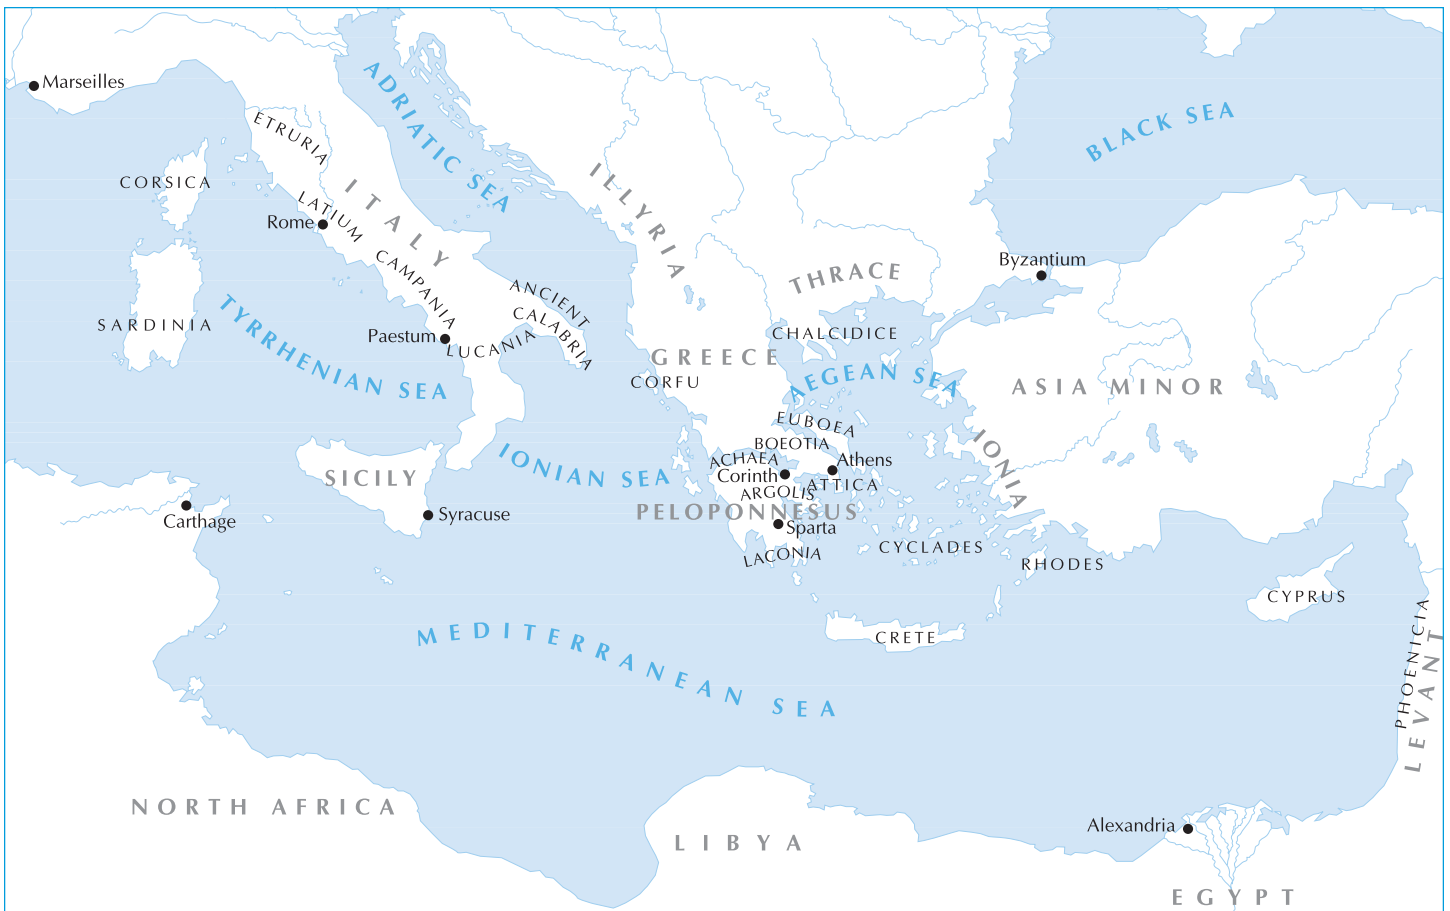 Marseilles
ADRIATIC SEA
BLACK SEA
ETRURIA
CORSICA
ITALY
ILLYRIA
LATIUM
Rome
CAMPANIA
Byzantium
THRACE
ANCIENT
CALABRIA
SARDINIA
TYRRHENIAN SEA
Paestum
LUCANIA
CHALCIDICE
GREECE
CORFU
AEGEAN SEA
ASIA MINOR
EUBOEA
BOEOTIA
IONIA
IONIAN SEA
ACHAEA
Athens
SICILY
Corinth
ATTICA
ARGOLIS
PELOPONNESUS
Carthage
Syracuse
Sparta
LACONIA
CYCLADES
RHODES
CYPRUS
CRETE
PHOENICIA
LEVANT
MEDITERRANEAN SEA
NORTH AFRICA
LIBYA
Alexandria
EGYPT